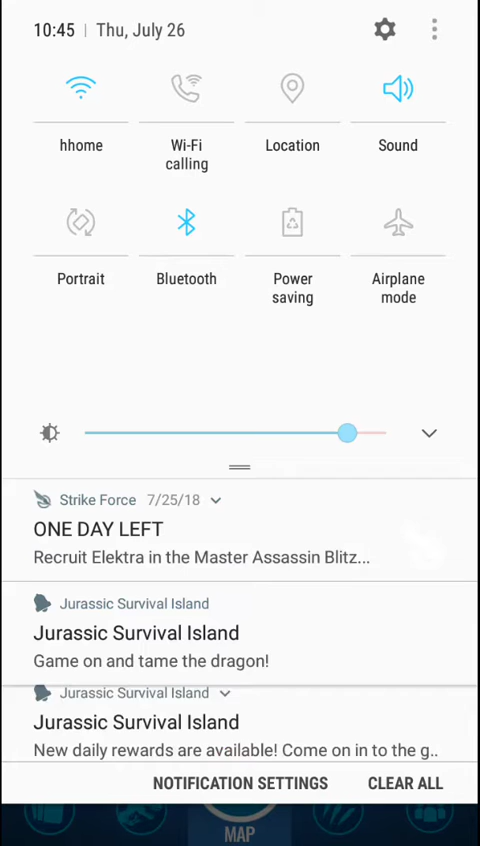 10:45 | Thu, July 26
hhome
Wi-Fi
calling
Location
Sound
Portrait
Bluetooth
Power
saving
Airplane
mode
Strike Force 7/25/18
ONE DAY LEFT
Recruit Elektra in the Master Assassin Blitz...
Jurassic Survival Island
Jurassic Survival Island
Game on and tame the dragon!
Jurassic Survival Island
Jurassic Survival Island
New daily rewards are available! Come on in to the g..
NOTIFICATION SETTINGS CLEAR ALL
MAP